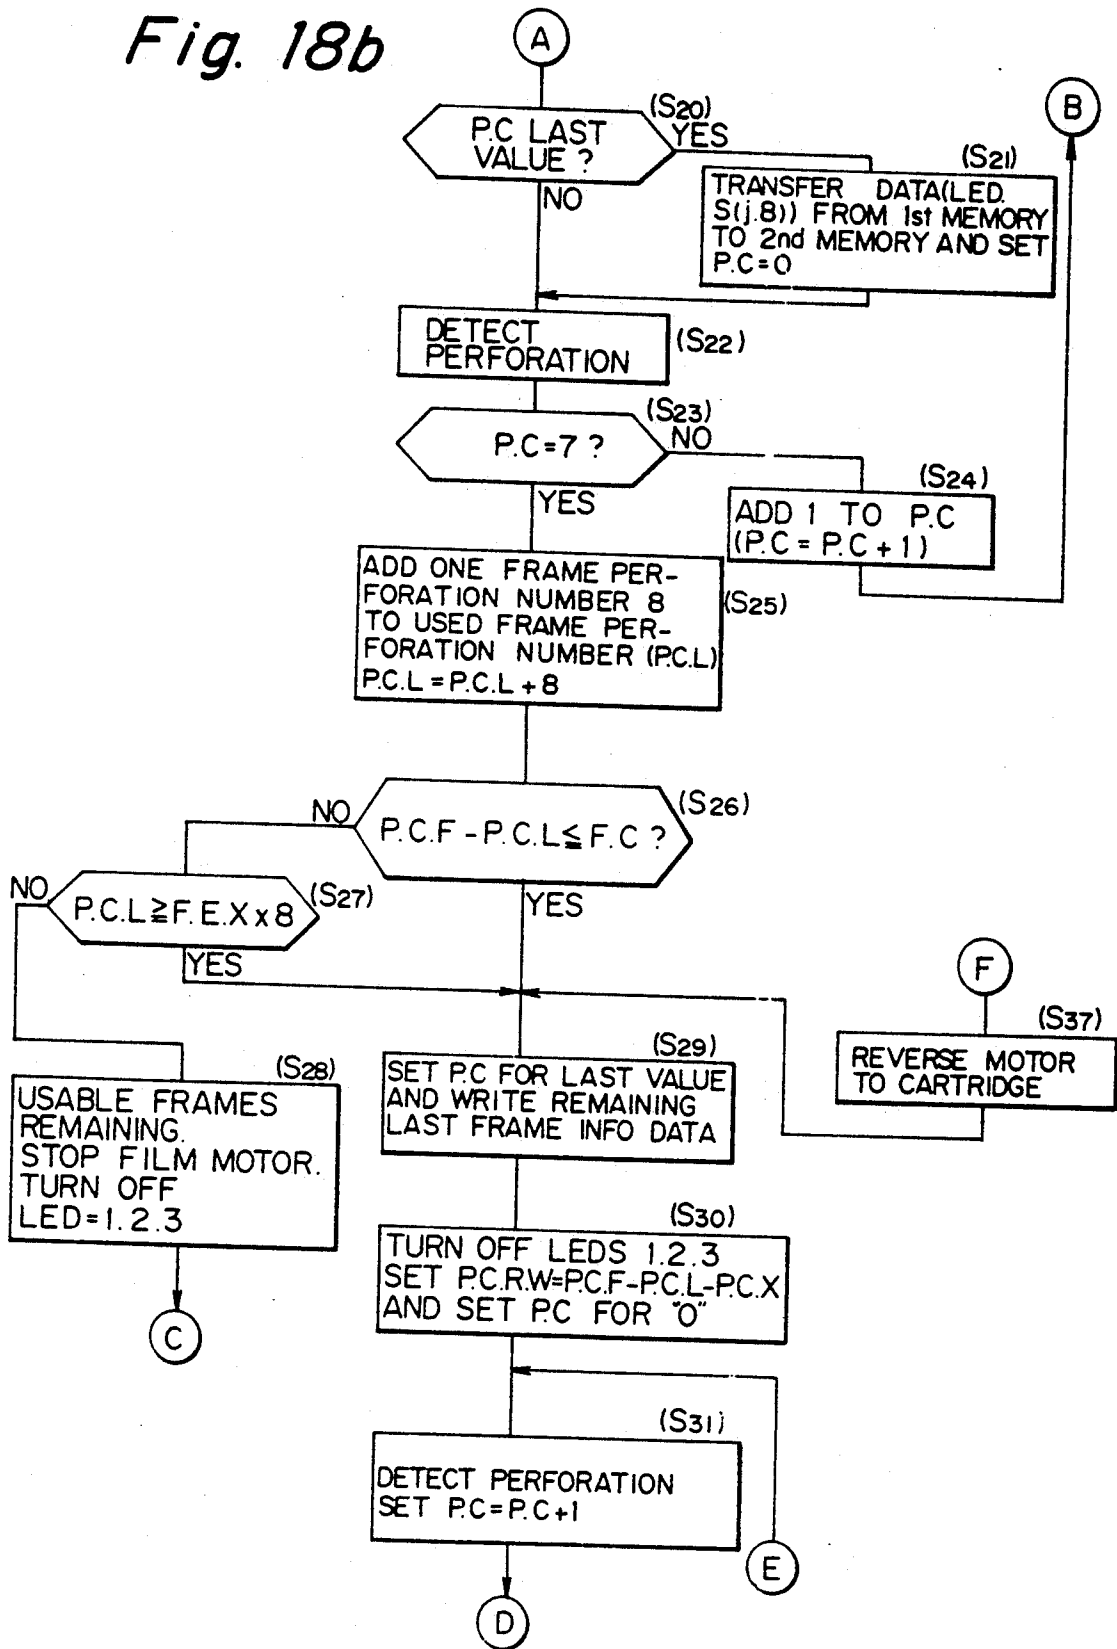 Fig. 18b
A
B
(S20)
P.C LAST
VALUE ?
YES
NO
(S21)
TRANSFER DATA(LED.
S(j.8)) FROM 1st MEMORY
TO 2nd MEMORY AND SET
P.C=0
DETECT
PERFORATION
(S22)
(S23)
P.C=7 ?
NO
YES
(S24)
ADD 1 TO P.C
(P.C = P.C + 1)
ADD ONE FRAME PER-
FORATION NUMBER 8
TO USED FRAME PER-
FORATION NUMBER (P.C.L)
P.C.L = P.C.L + 8
(S25)
(S26)
NO
P.C.F - P.C.L ≦ F.C ?
YES
NO
P.C.L ≧ F.E.X x 8
(S27)
YES
F
(S37)
REVERSE MOTOR
TO CARTRIDGE
(S28)
USABLE FRAMES
REMAINING.
STOP FILM MOTOR.
TURN OFF
LED=1.2.3
C
(S29)
SET P.C FOR LAST VALUE
AND WRITE REMAINING
LAST FRAME INFO DATA
(S30)
TURN OFF LEDS 1.2.3
SET P.C.R.W=P.C.F-P.C.L-P.C.X
AND SET P.C FOR "O"
(S31)
DETECT PERFORATION
SET P.C=P.C+1
E
D